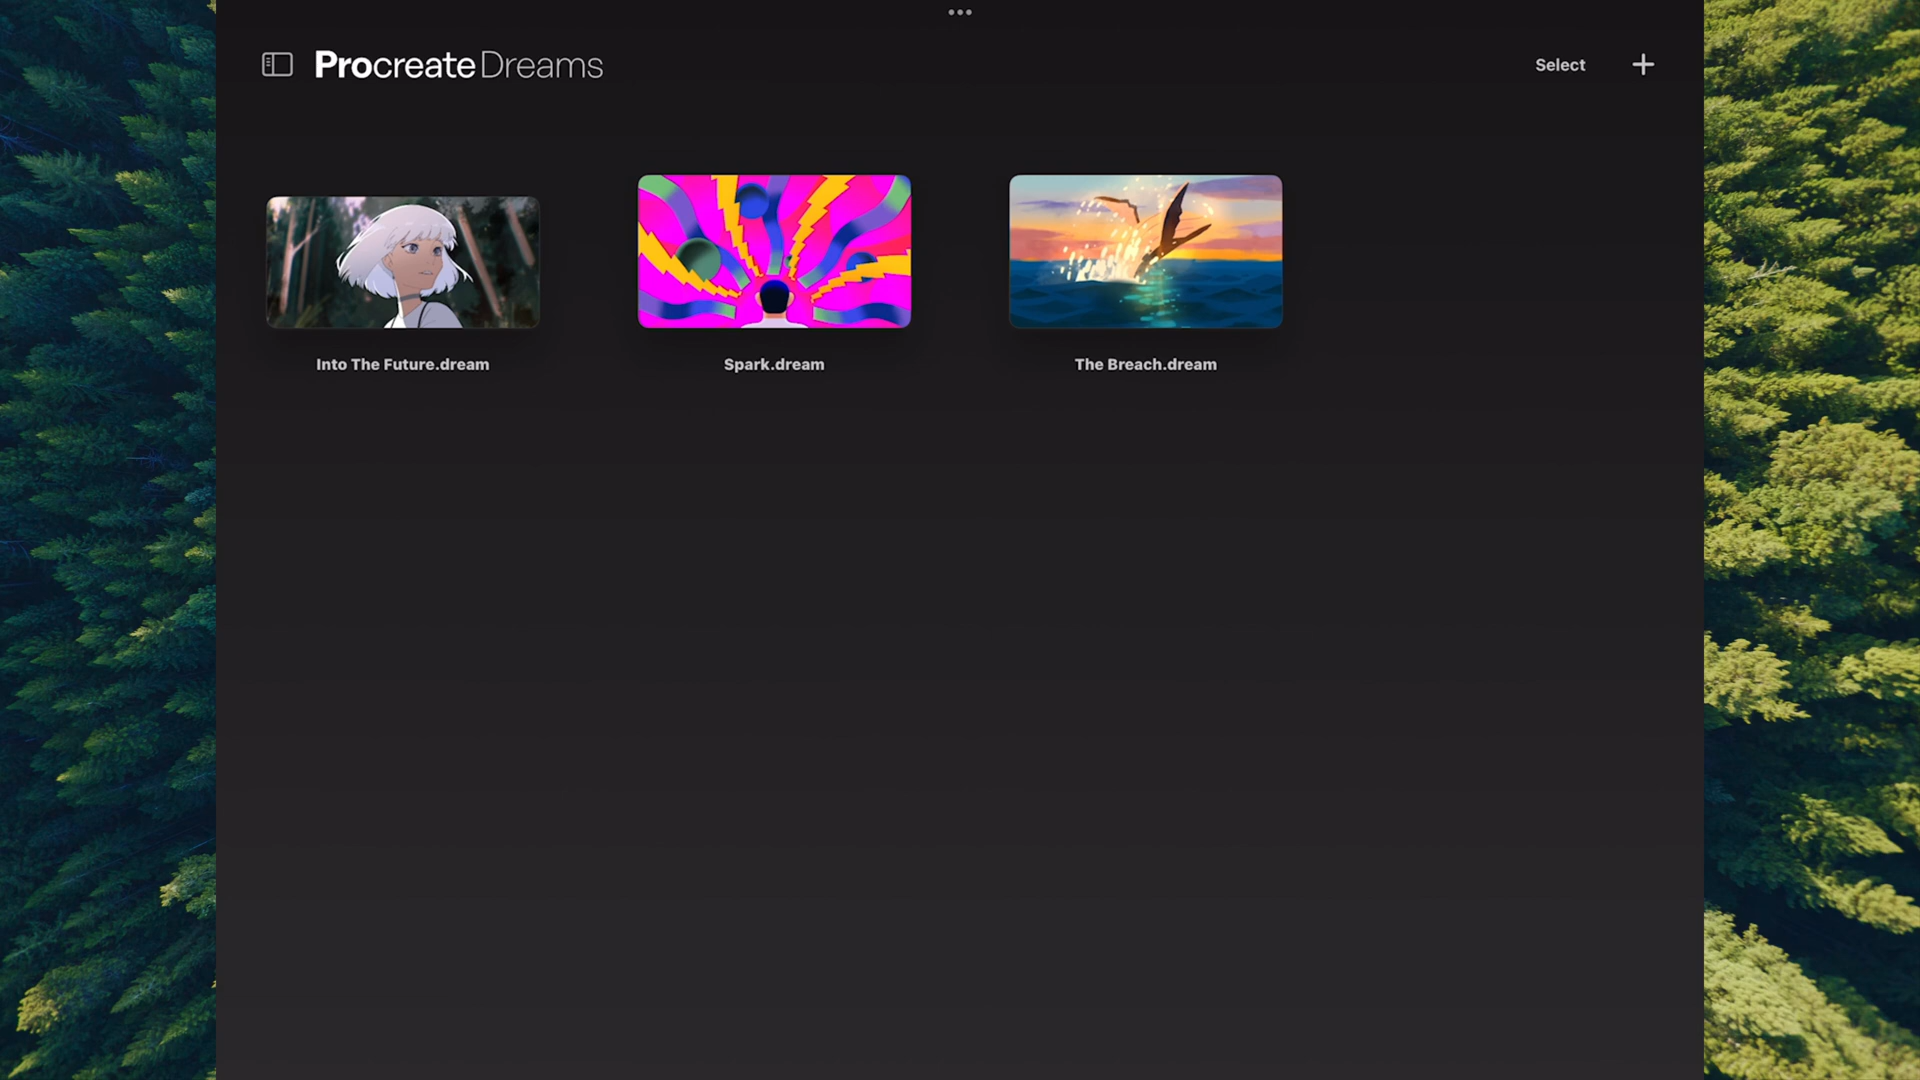 Procreate Dreams
Select
Into The Future.dream
Spark.dream
The Breach.dream